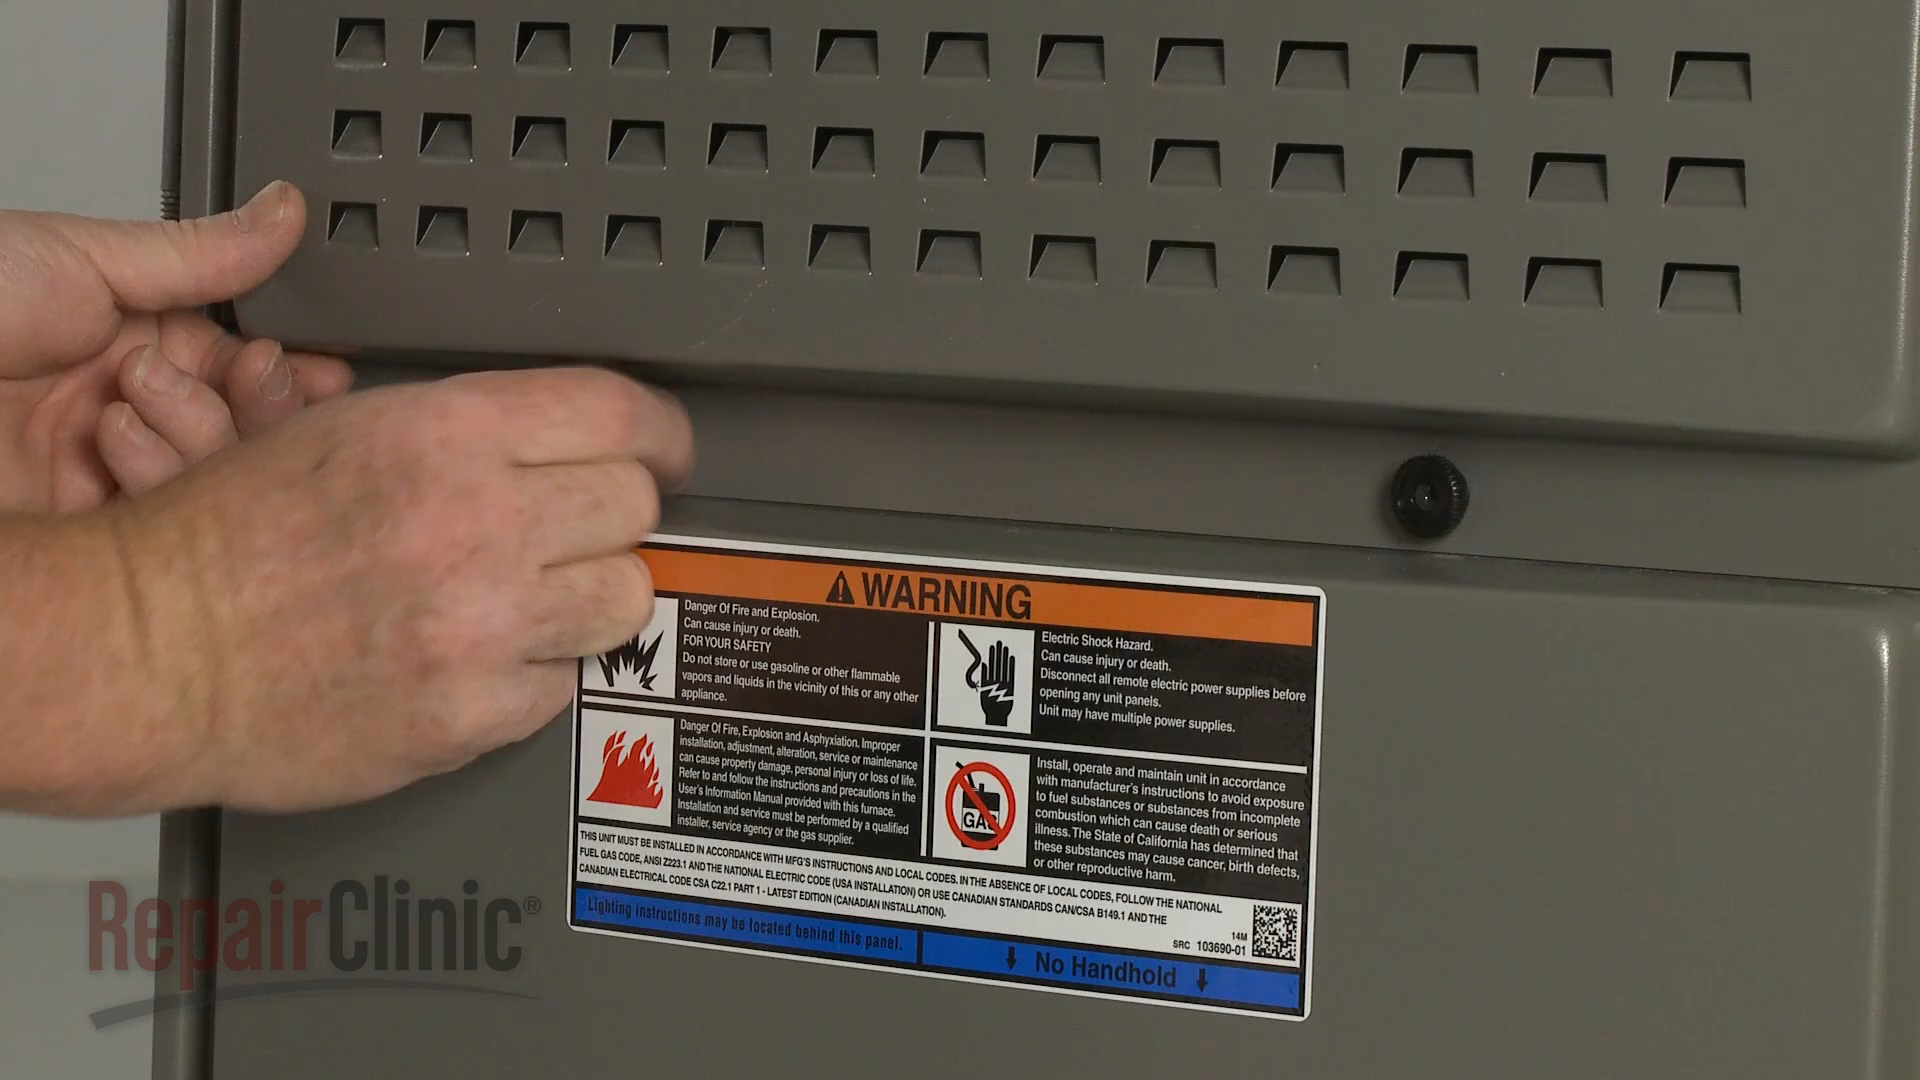 WARNING
Danger Of Fire and Explosion.
Can cause injury or death.
FOR YOUR SAFETY
Do not store or use gasoline or other flammable
vapors and liquids in the vicinity of this or any other
appliance.
Electric Shock Hazard.
Can cause injury or death.
Disconnect all remote electric power supplies before
opening any unit panels.
Unit may have multiple power supplies.
Danger Of Fire, Explosion and Asphyxiation. Improper
installation, adjustment, alteration, service or maintenance
can cause property damage, personal injury or loss of life.
Refer to and follow the instructions and precautions in the
User's Information Manual provided with this furnace.
Installation and service must be performed by a qualified
installer, service agency or the gas supplier.
GAS
Install, operate and maintain unit in accordance
with manufacturer's instructions to avoid exposure
to fuel substances or substances from incomplete
combustion which can cause death or serious
illness. The State of California has determined that
these substances may cause cancer, birth defects,
or other reproductive harm.
THIS UNIT MUST BE INSTALLED IN ACCORDANCE WITH MFG'S INSTRUCTIONS AND LOCAL CODES. IN THE ABSENCE OF LOCAL CODES, FOLLOW THE NATIONAL
FUEL GAS CODE, ANSI Z223.1 AND THE NATIONAL ELECTRIC CODE (USA INSTALLATION) OR USE CANADIAN STANDARDS CAN/CSA B149.1 AND THE
CANADIAN ELECTRICAL CODE CSA C22.1 PART 1 - LATEST EDITION (CANADIAN INSTALLATION).
14M
SRC 103690-01
Lighting instructions may be located behind this panel.
No Handhold
RepairClinic®